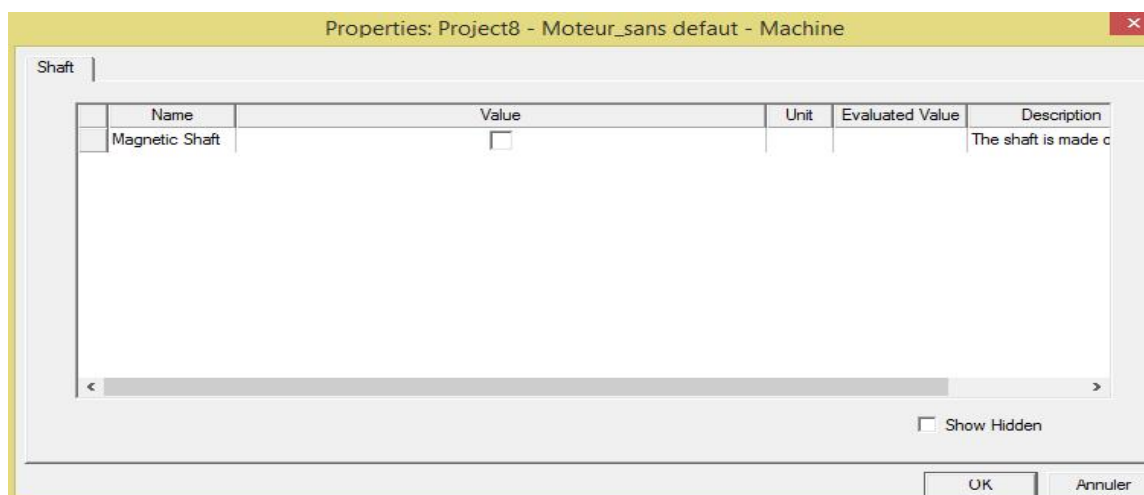 Properties: Project8 - Moteur_sans defaut - Machine
Shaft
Name Value Unit Evaluated Value Description
Magnetic Shaft The shaft is made
Show Hidden
OK Annuler